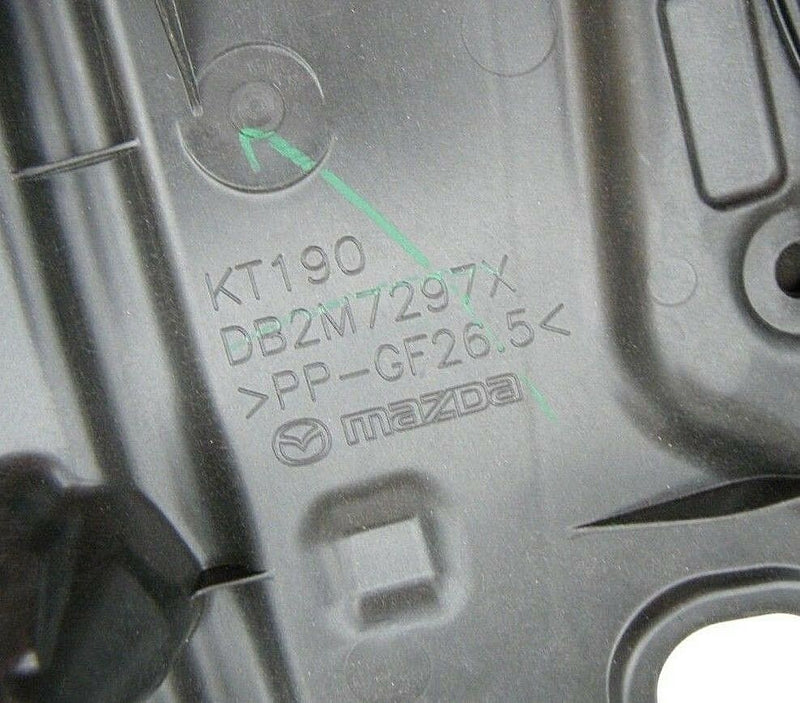 KT190
DB2M7297X
>PP-GF26.5<
mazda